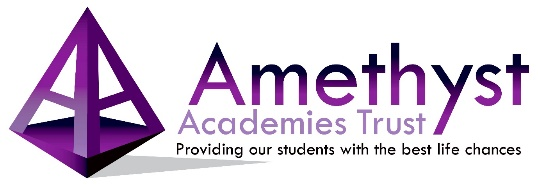 Amethyst
Academies Trust
Providing our students with the best life chances